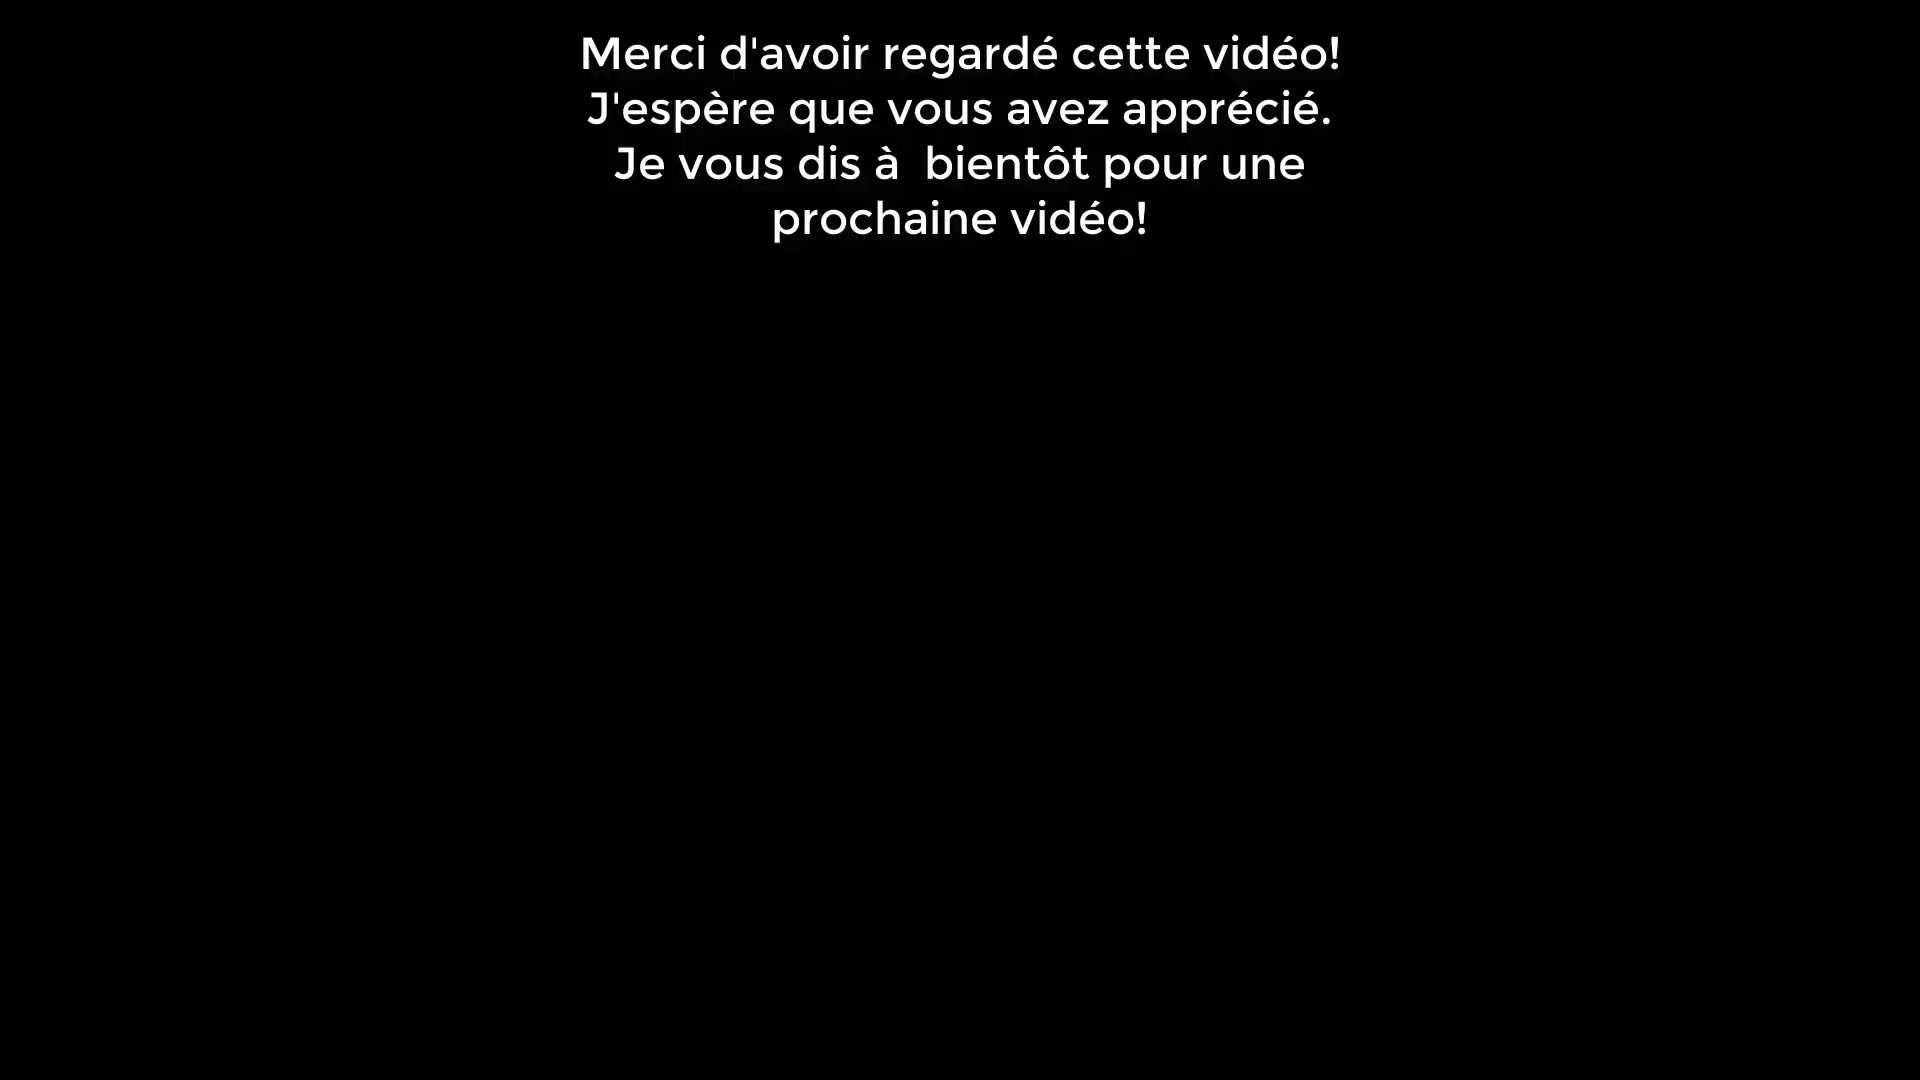 Merci d'avoir regardé cette vidéo!
J'espère que vous avez apprécié.
Je vous dis à  bientôt pour une
prochaine vidéo!